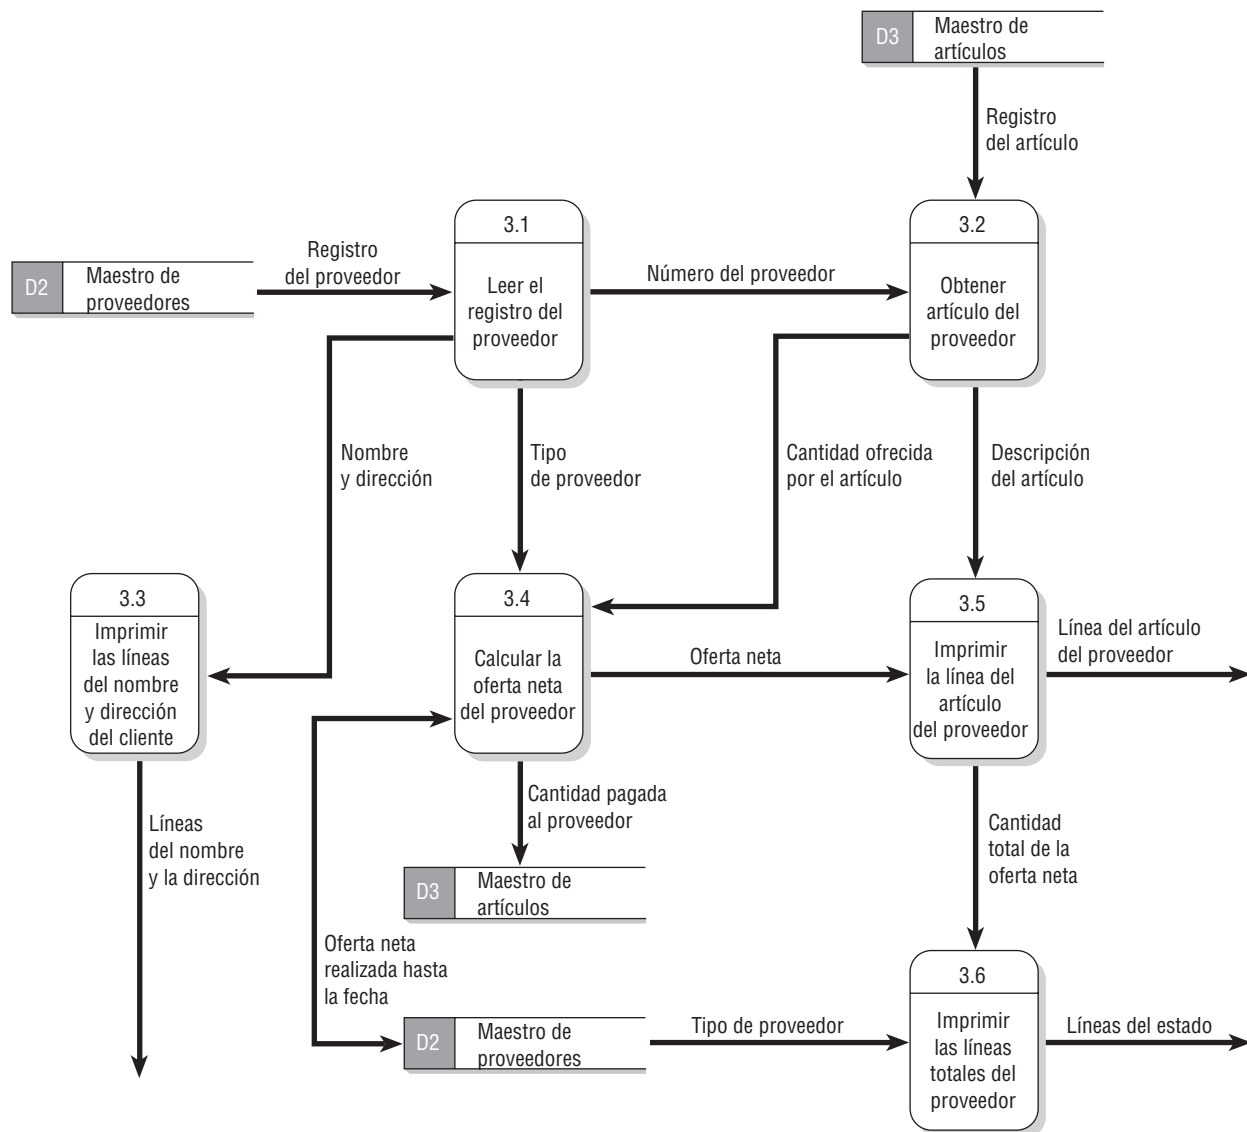 D3
Maestro de
artículos
Registro
del artículo
3.1
Leer el
registro del
proveedor
3.2
Obtener
artículo del
proveedor
D2
Maestro de
proveedores
Registro
del proveedor
Número del proveedor
Nombre
y dirección
Tipo
de proveedor
Cantidad ofrecida
por el artículo
Descripción
del artículo
3.3
Imprimir
las líneas
del nombre
y dirección
del cliente
3.4
Calcular la
oferta neta
del proveedor
Oferta neta
3.5
Imprimir
la línea del
artículo
del proveedor
Línea del artículo
del proveedor
Líneas
del nombre
y la dirección
Cantidad pagada
al proveedor
D3
Maestro de
artículos
Cantidad
total de la
oferta neta
Oferta neta
realizada hasta
la fecha
D2
Maestro de
proveedores
Tipo de proveedor
3.6
Imprimir
las líneas
totales del
proveedor
Líneas del estado